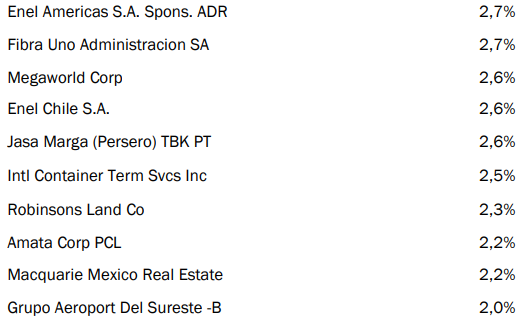 Enel Americas S.A. Spons. ADR 2,7%
Fibra Uno Administracion SA 2,7%
Megaworld Corp 2,6%
Enel Chile S.A. 2,6%
Jasa Marga (Persero) TBK PT 2,6%
Intl Container Term Svcs Inc 2,5%
Robinsons Land Co 2,3%
Amata Corp PCL 2,2%
Macquarie Mexico Real Estate 2,2%
Grupo Aeroport Del Sureste -B 2,0%